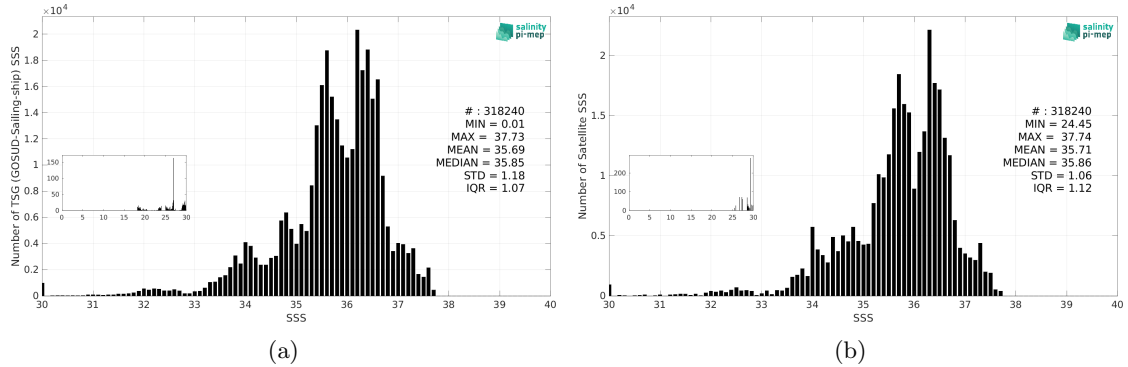 ×10⁴
salinity
pi-mep
Number of TSG (GOSUD-Sailing-ship) SSS
2
1.8
1.6
1.4
1.2
1
0.8
0.6
0.4
0.2
0
# : 318240
MIN = 0.01
MAX = 37.73
MEAN = 35.69
MEDIAN = 35.85
STD = 1.18
IQR = 1.07
150
100
50
0
0 5 10 15 20 25 30
30 31 32 33 34 35 36 37 38 39 40
SSS
(a)
×10⁴
salinity
pi-mep
Number of Satellite SSS
2
1.5
1
0.5
0
# : 318240
MIN = 24.45
MAX = 37.74
MEAN = 35.71
MEDIAN = 35.86
STD = 1.06
IQR = 1.12
200
100
0
0 5 10 15 20 25 30
30 31 32 33 34 35 36 37 38 39 40
SSS
(b)